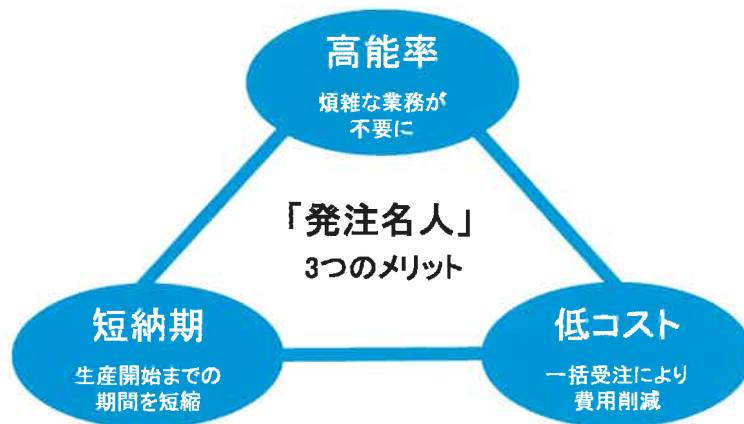 高能率
煩雑な業務が
不要に
「発注名人」
3つのメリット
短納期
生産開始までの
期間を短縮
低コスト
一括受注により
費用削減